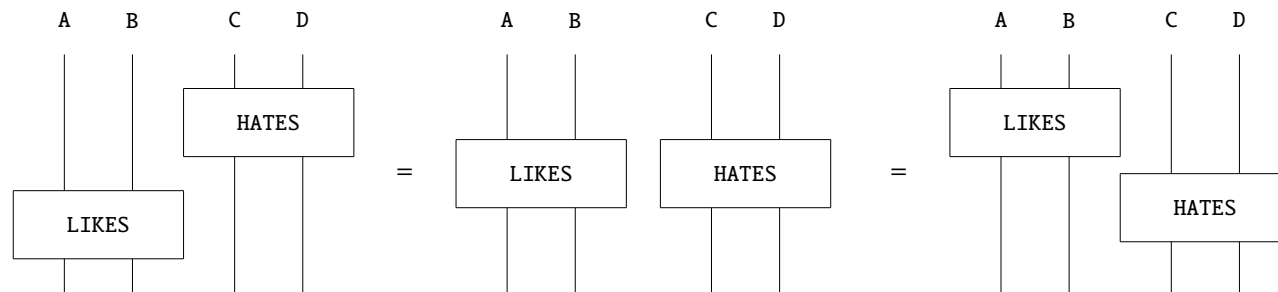 A B C D A B C D A B C D
HATES LIKES
LIKES HATES
= =
LIKES HATES